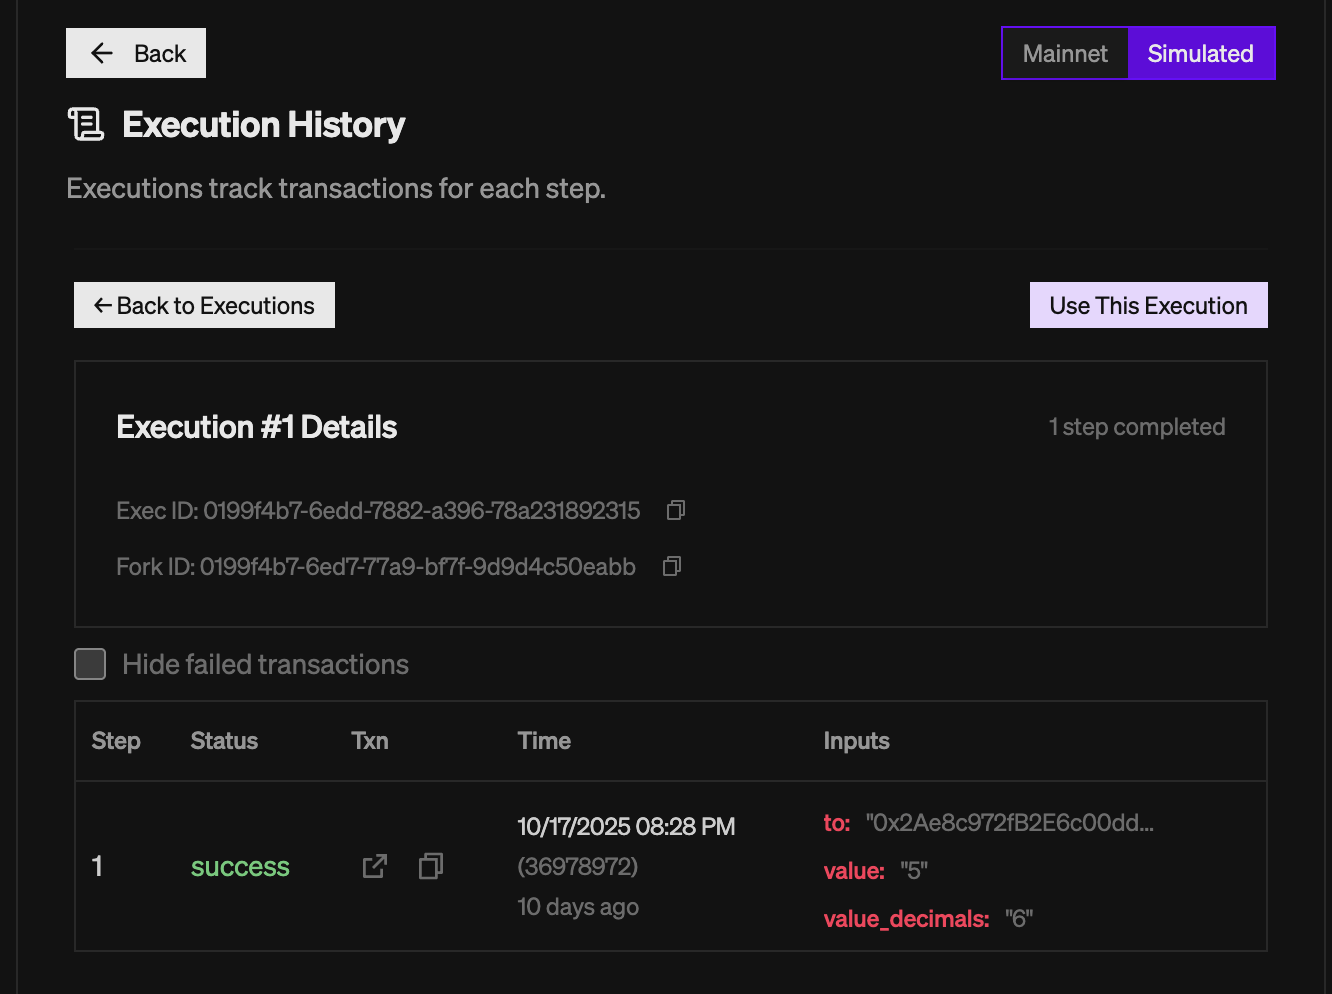 Back
Mainnet Simulated
Execution History
Executions track transactions for each step.
Back to Executions
Use This Execution
Execution #1 Details
1 step completed
Exec ID: 0199f4b7-6edd-7882-a396-78a231892315
Fork ID: 0199f4b7-6ed7-77a9-bf7f-9d9d4c50eabb
Hide failed transactions
Step Status Txn Time Inputs
1 success
10/17/2025 08:28 PM
(36978972)
10 days ago
to: "0x2Ae8c972fB2E6c00dd...
value: "5"
value_decimals: "6"